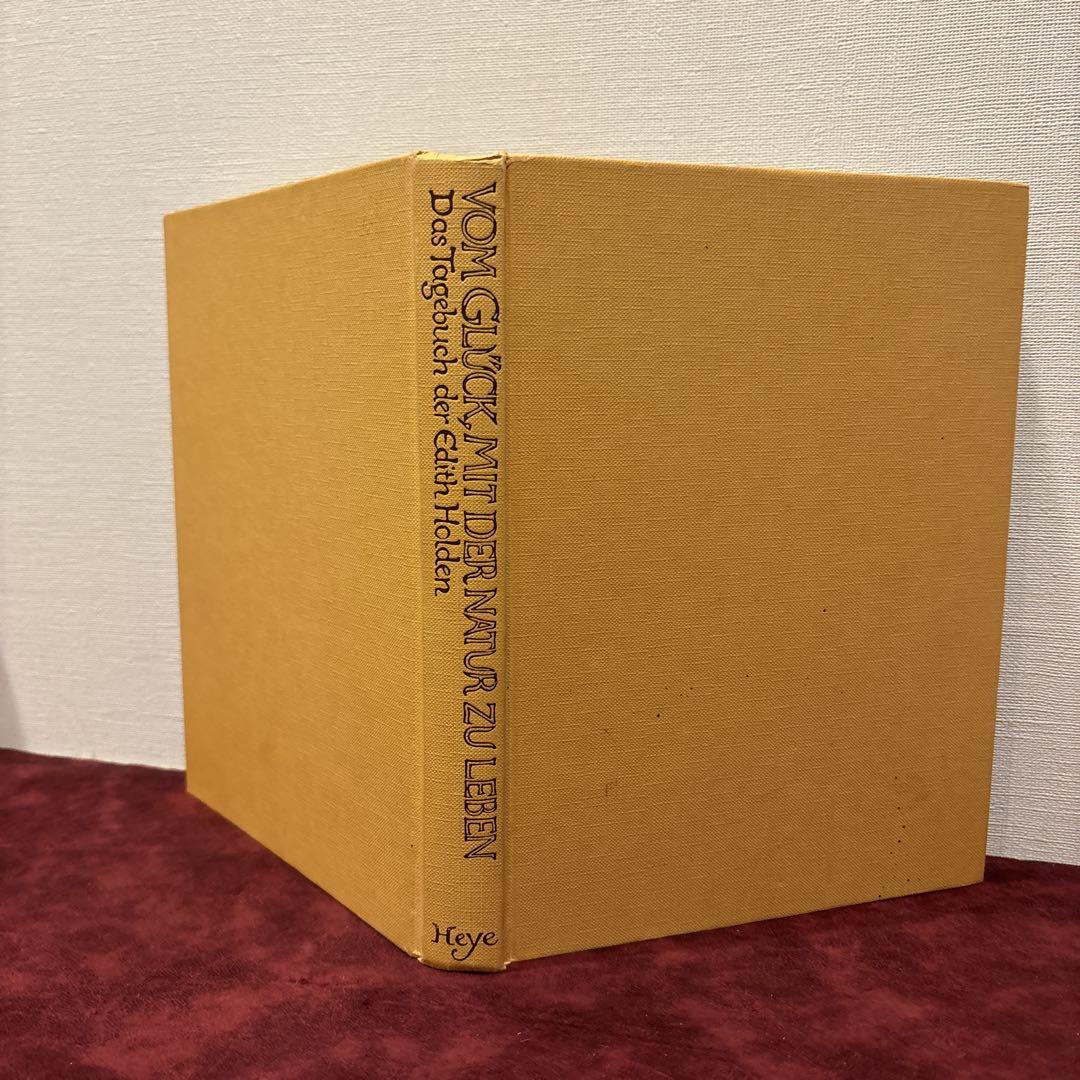 VOM GLÜCK, MIT DER NATUR ZU LEBEN
Das Tagebuch der Edith Holden
Heye